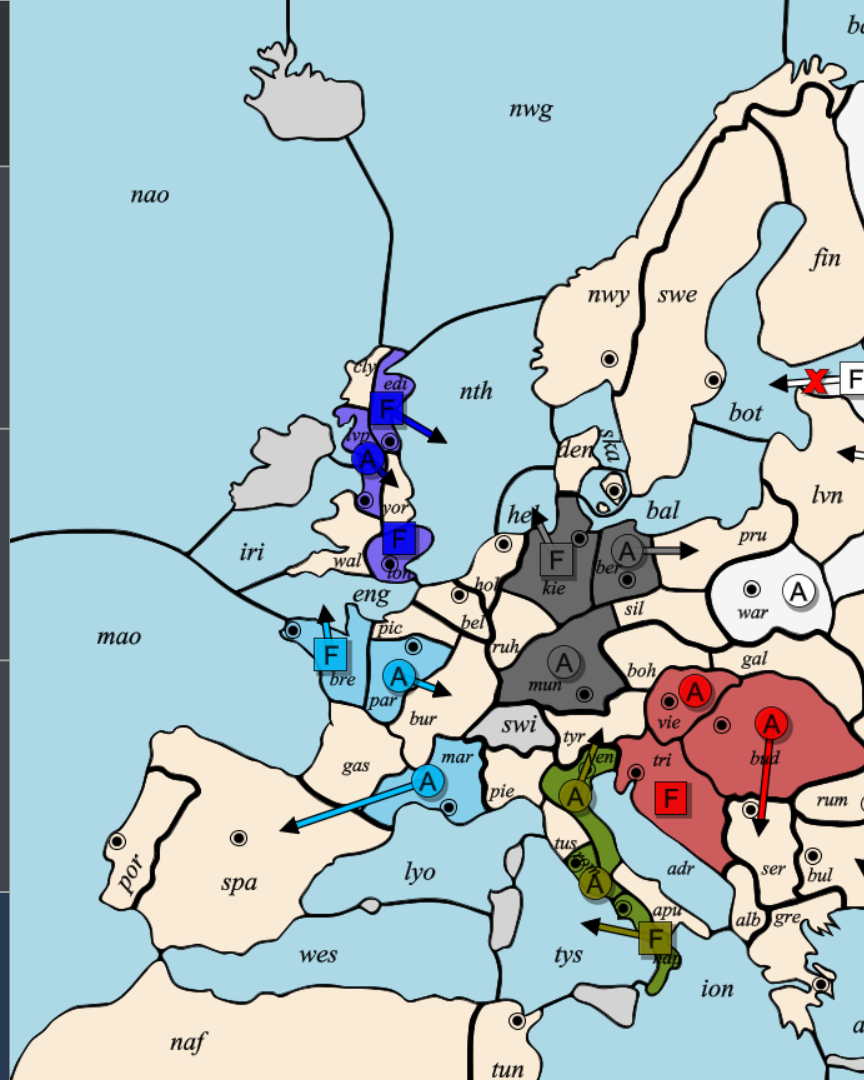 ba
nwg
nao
fin
nwy
swe
cly
edi
F
F
nth
bot
lvp
A
den
ska
yor
lvn
hel
bal
F
pru
iri
wal
lon
F
A
kie
ber
hol
eng
sil
war
A
bel
mao
pic
F
ruh
A
gal
boh
bre
A
mun
A
par
vie
A
bur
swi
tyr
bud
ven
tri
gas
mar
A
pie
A
F
rum
por
spa
tus
rom
A
lyo
adr
ser
bul
apu
alb
gre
F
nap
wes
tys
ion
a
naf
tun